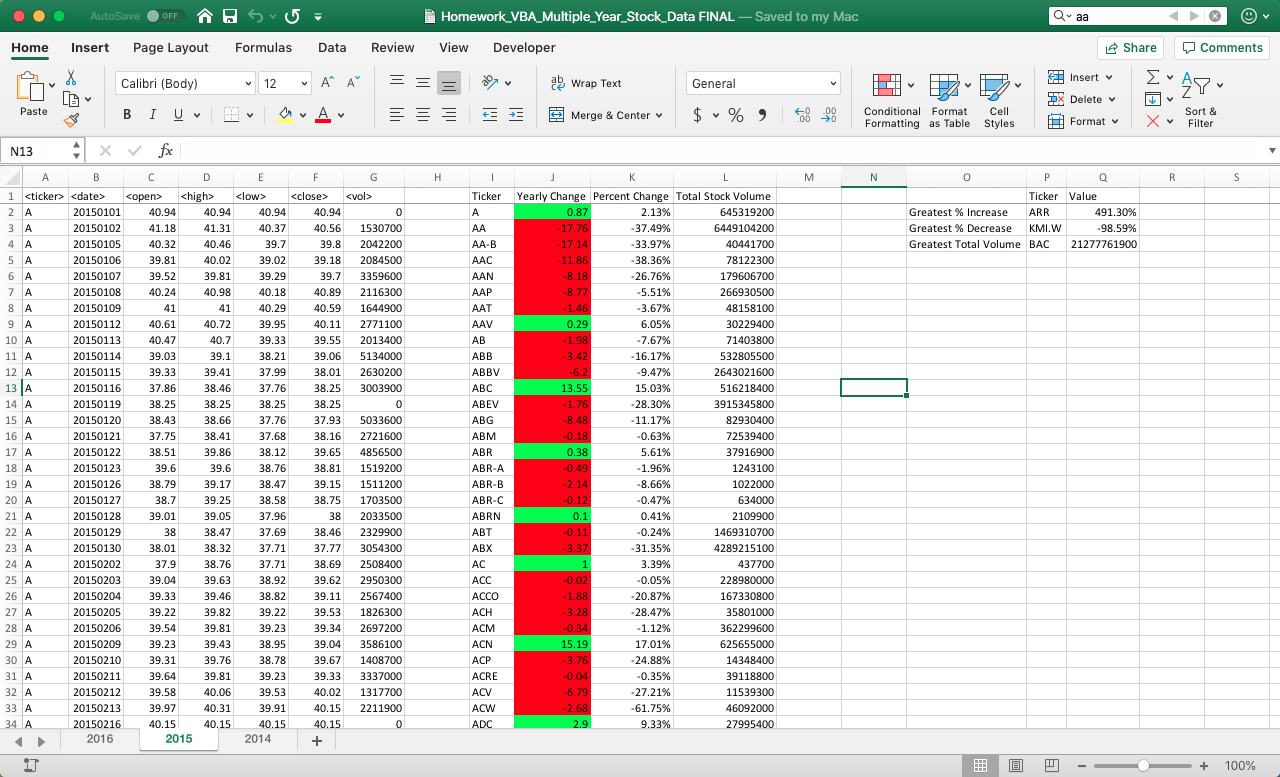 AutoSave OFF Homework_VBA_Multiple_Year_Stock_Data FINAL — Saved to my Mac aa
Home Insert Page Layout Formulas Data Review View Developer Share Comments
Paste Calibri (Body) 12 A^ A˅ ab Wrap Text General Conditional Formatting Format as Table Cell Styles Insert Sort & Filter
B I U A Merge & Center $ % Delete
Format
N13 fx
A B C D E F G H I J K L M N O P Q R S
1 <ticker> <date> <open> <high> <low> <close> <vol> Ticker Yearly Change Percent Change Total Stock Volume Ticker Value
2 A 20150101 40.94 40.94 40.94 40.94 0 A 0.87 2.13% 645319200 Greatest % Increase ARR 491.30%
3 A 20150102 41.18 41.31 40.37 40.56 1530700 AA -17.76 -37.49% 6449104200 Greatest % Decrease KMI.W -98.59%
4 A 20150105 40.32 40.46 39.7 39.8 2042200 AA-B -17.14 -33.97% 40441700 Greatest Total Volume BAC 21277761900
5 A 20150106 39.81 40.02 39.02 39.18 2084500 AAC -11.86 -38.36% 78122300
6 A 20150107 39.52 39.81 39.29 39.7 3359600 AAN -8.18 -26.76% 179606700
7 A 20150108 40.24 40.98 40.18 40.89 2116300 AAP -8.77 -5.51% 266930500
8 A 20150109 41 41 40.29 40.59 1644900 AAT -1.46 -3.67% 48158100
9 A 20150112 40.61 40.72 39.95 40.11 2771100 AAV 0.29 6.05% 30229400
10 A 20150113 40.47 40.7 39.33 39.55 2013400 AB -1.98 -7.67% 71403800
11 A 20150114 39.03 39.1 38.21 39.06 5134000 ABB -3.42 -16.17% 532805500
12 A 20150115 39.33 39.41 37.99 38.01 2630200 ABBV -6.2 -9.47% 2643021600
13 A 20150116 37.86 38.46 37.76 38.25 3003900 ABC 13.55 15.03% 516218400
14 A 20150119 38.25 38.25 38.25 38.25 0 ABEV -1.76 -28.30% 3915345800
15 A 20150120 38.43 38.66 37.76 37.93 5033600 ABG -8.48 -11.17% 82930400
16 A 20150121 37.75 38.41 37.68 38.16 2721600 ABM -0.18 -0.63% 72539400
17 A 20150122 38.51 39.86 38.12 39.65 4856500 ABR 0.38 5.61% 37916900
18 A 20150123 39.6 39.6 38.76 38.81 1519200 ABR-A -0.49 -1.96% 1243100
19 A 20150126 38.79 39.17 38.47 39.15 1511200 ABR-B -2.14 -8.66% 1022000
20 A 20150127 38.7 39.25 38.58 38.75 1703500 ABR-C -0.12 -0.47% 634000
21 A 20150128 39.01 39.05 37.96 38 2033500 ABRN 0.1 0.41% 2109900
22 A 20150129 38 38.47 37.69 38.46 2329900 ABT -0.11 -0.24% 1469310700
23 A 20150130 38.01 38.32 37.71 37.77 3054300 ABX -3.37 -31.35% 4289215100
24 A 20150202 37.9 38.76 37.71 38.69 2508400 AC 1 3.39% 437700
25 A 20150203 39.04 39.63 38.92 39.62 2950300 ACC -0.02 -0.05% 228980000
26 A 20150204 39.33 39.46 38.82 39.11 2567400 ACCO -1.88 -20.87% 167330800
27 A 20150205 39.22 39.82 39.22 39.53 1826300 ACH -3.28 -28.47% 35801000
28 A 20150206 39.54 39.81 39.23 39.34 2697200 ACM -0.34 -1.12% 362299600
29 A 20150209 39.23 39.43 38.95 39.04 3586100 ACN 15.19 17.01% 625655000
30 A 20150210 39.31 39.76 38.78 39.67 1408700 ACP -3.76 -24.88% 14348400
31 A 20150211 39.64 39.81 39.23 39.33 3337000 ACRE -0.04 -0.35% 39118800
32 A 20150212 39.58 40.06 39.53 40.02 1317700 ACV -6.79 -27.21% 11539300
33 A 20150213 39.97 40.31 39.91 40.15 2211900 ACW -2.68 -61.75% 46092000
34 A 20150216 40.15 40.15 40.15 40.15 0 ADC 2.9 9.33% 27995400
2016 2015 2014 +
100%